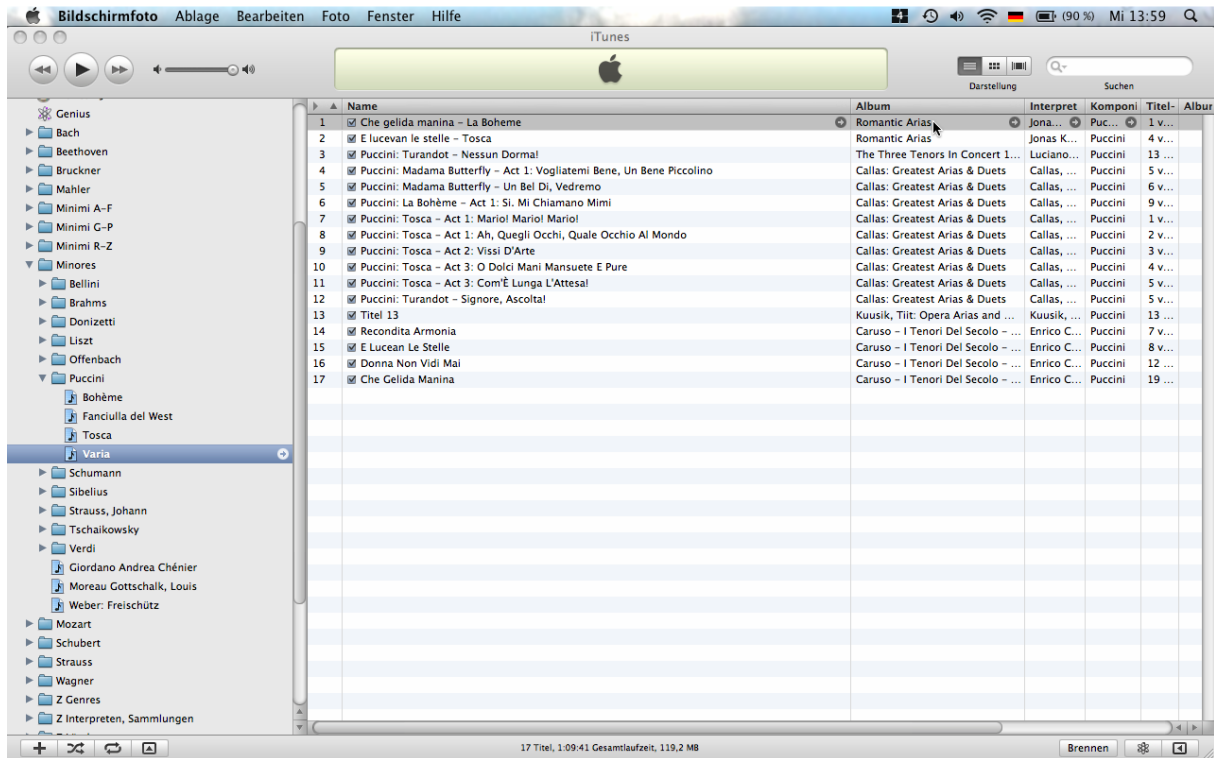 Bildschirmfoto Ablage Bearbeiten Foto Fenster Hilfe (90 %) Mi 13:59
iTunes
Darstellung Suchen
Genius
Bach
Beethoven
Bruckner
Mahler
Minimi A–F
Minimi G–P
Minimi R–Z
Minores
Bellini
Brahms
Donizetti
Liszt
Offenbach
Puccini
Bohème
Fanciulla del West
Tosca
Varia
Schumann
Sibelius
Strauss, Johann
Tschaikowsky
Verdi
Giordano Andrea Chénier
Moreau Gottschalk, Louis
Weber: Freischütz
Mozart
Schubert
Strauss
Wagner
Z Genres
Z Interpreten, Sammlungen
Name Album Interpret Komponi Titel- Albur
1 Che gelida manina – La Boheme Romantic Arias Jona... Puc... 1 v...
2 E lucevan le stelle – Tosca Romantic Arias Jonas K... Puccini 4 v...
3 Puccini: Turandot – Nessun Dorma! The Three Tenors In Concert 1... Luciano... Puccini 13 ...
4 Puccini: Madama Butterfly – Act 1: Vogliatemi Bene, Un Bene Piccolino Callas: Greatest Arias & Duets Callas, ... Puccini 5 v...
5 Puccini: Madama Butterfly – Un Bel Di, Vedremo Callas: Greatest Arias & Duets Callas, ... Puccini 6 v...
6 Puccini: La Bohème – Act 1: Si. Mi Chiamano Mimi Callas: Greatest Arias & Duets Callas, ... Puccini 9 v...
7 Puccini: Tosca – Act 1: Mario! Mario! Mario! Callas: Greatest Arias & Duets Callas, ... Puccini 1 v...
8 Puccini: Tosca – Act 1: Ah, Quegli Occhi, Quale Occhio Al Mondo Callas: Greatest Arias & Duets Callas, ... Puccini 2 v...
9 Puccini: Tosca – Act 2: Vissi D'Arte Callas: Greatest Arias & Duets Callas, ... Puccini 3 v...
10 Puccini: Tosca – Act 3: O Dolci Mani Mansuete E Pure Callas: Greatest Arias & Duets Callas, ... Puccini 4 v...
11 Puccini: Tosca – Act 3: Com'È Lunga L'Attesa! Callas: Greatest Arias & Duets Callas, ... Puccini 5 v...
12 Puccini: Turandot – Signore, Ascolta! Callas: Greatest Arias & Duets Callas, ... Puccini 5 v...
13 Titel 13 Kuusik, Tiit: Opera Arias and ... Kuusik, ... Puccini 13 ...
14 Recondita Armonia Caruso – I Tenori Del Secolo – ... Enrico C... Puccini 7 v...
15 E Lucean Le Stelle Caruso – I Tenori Del Secolo – ... Enrico C... Puccini 8 v...
16 Donna Non Vidi Mai Caruso – I Tenori Del Secolo – ... Enrico C... Puccini 12 ...
17 Che Gelida Manina Caruso – I Tenori Del Secolo – ... Enrico C... Puccini 19 ...
17 Titel, 1:09:41 Gesamtlaufzeit, 119,2 MB
Brennen